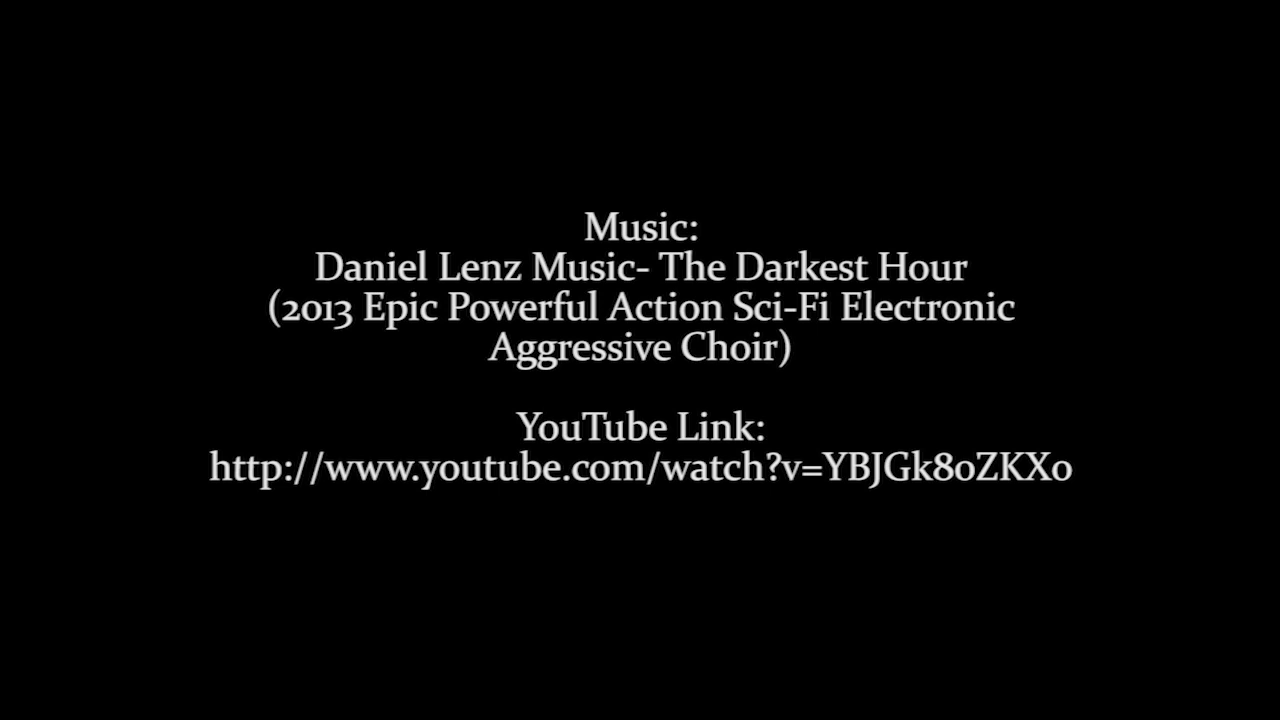 Music:
Daniel Lenz Music- The Darkest Hour
(2013 Epic Powerful Action Sci-Fi Electronic
Aggressive Choir)
YouTube Link:
http://www.youtube.com/watch?v=YBJGk80ZKX0